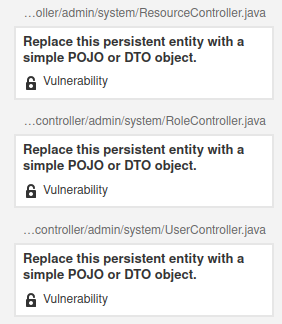 …oller/admin/system/ResourceController.java
Replace this persistent entity with a
simple POJO or DTO object.
Vulnerability
…controller/admin/system/RoleController.java
Replace this persistent entity with a
simple POJO or DTO object.
Vulnerability
…controller/admin/system/UserController.java
Replace this persistent entity with a
simple POJO or DTO object.
Vulnerability